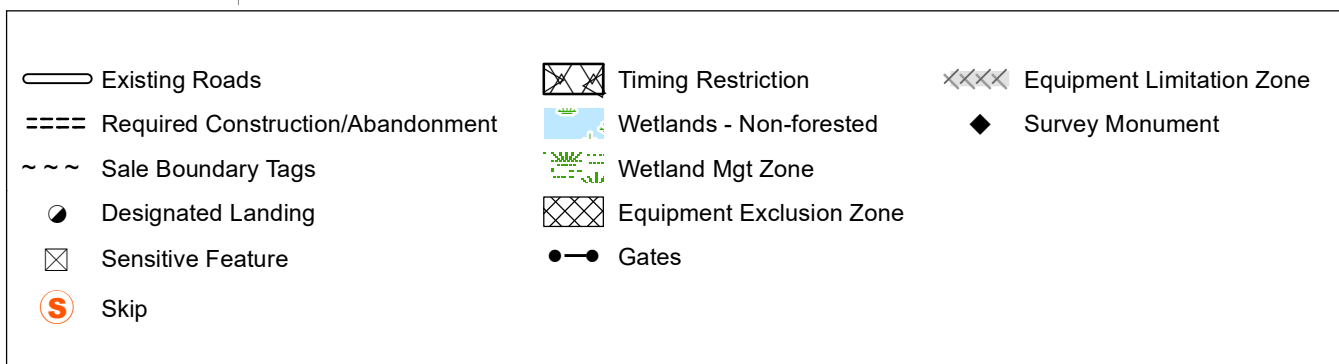 Existing Roads
Required Construction/Abandonment
Sale Boundary Tags
Designated Landing
Sensitive Feature
S Skip
Timing Restriction
Wetlands - Non-forested
Wetland Mgt Zone
Equipment Exclusion Zone
Gates
Equipment Limitation Zone
Survey Monument